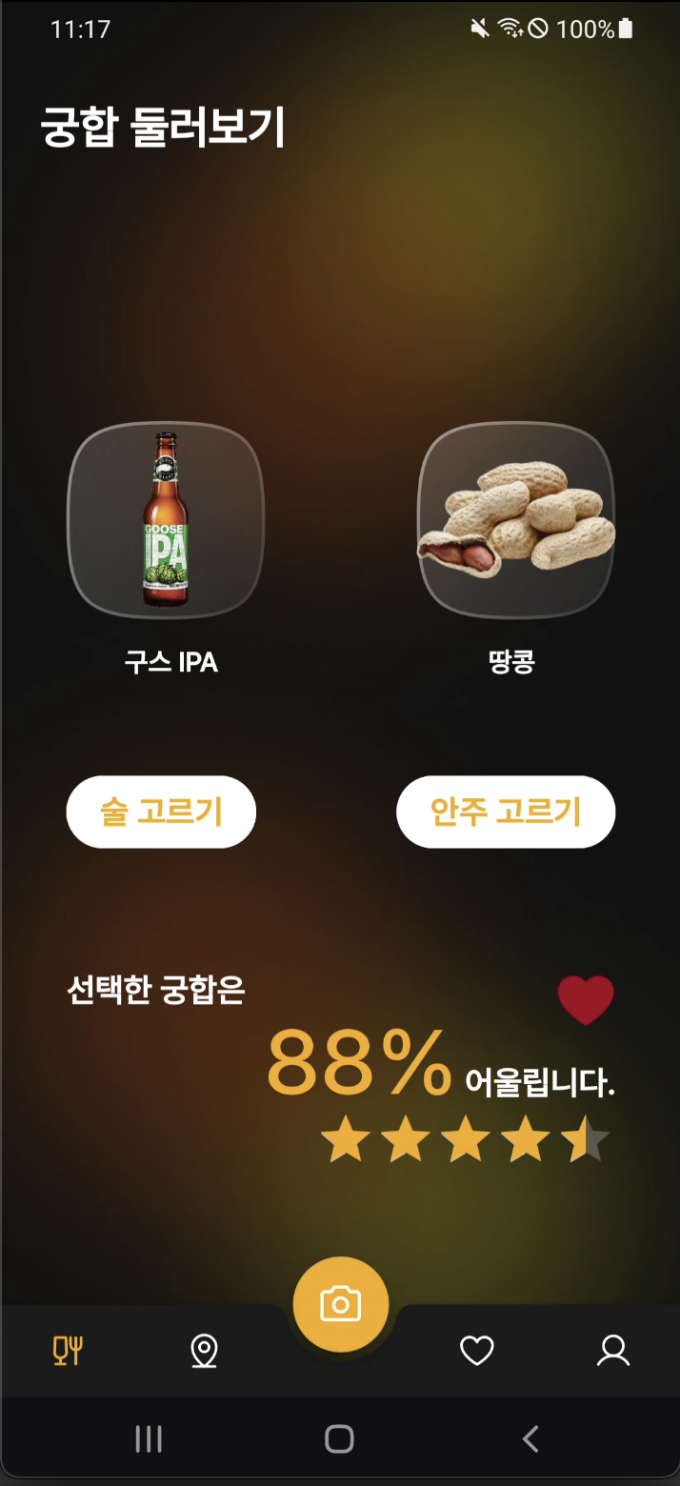 11:17
100%
궁합 둘러보기
GOOSE
IPA
구스 IPA
땅콩
술 고르기
안주 고르기
선택한 궁합은
88% 어울립니다.